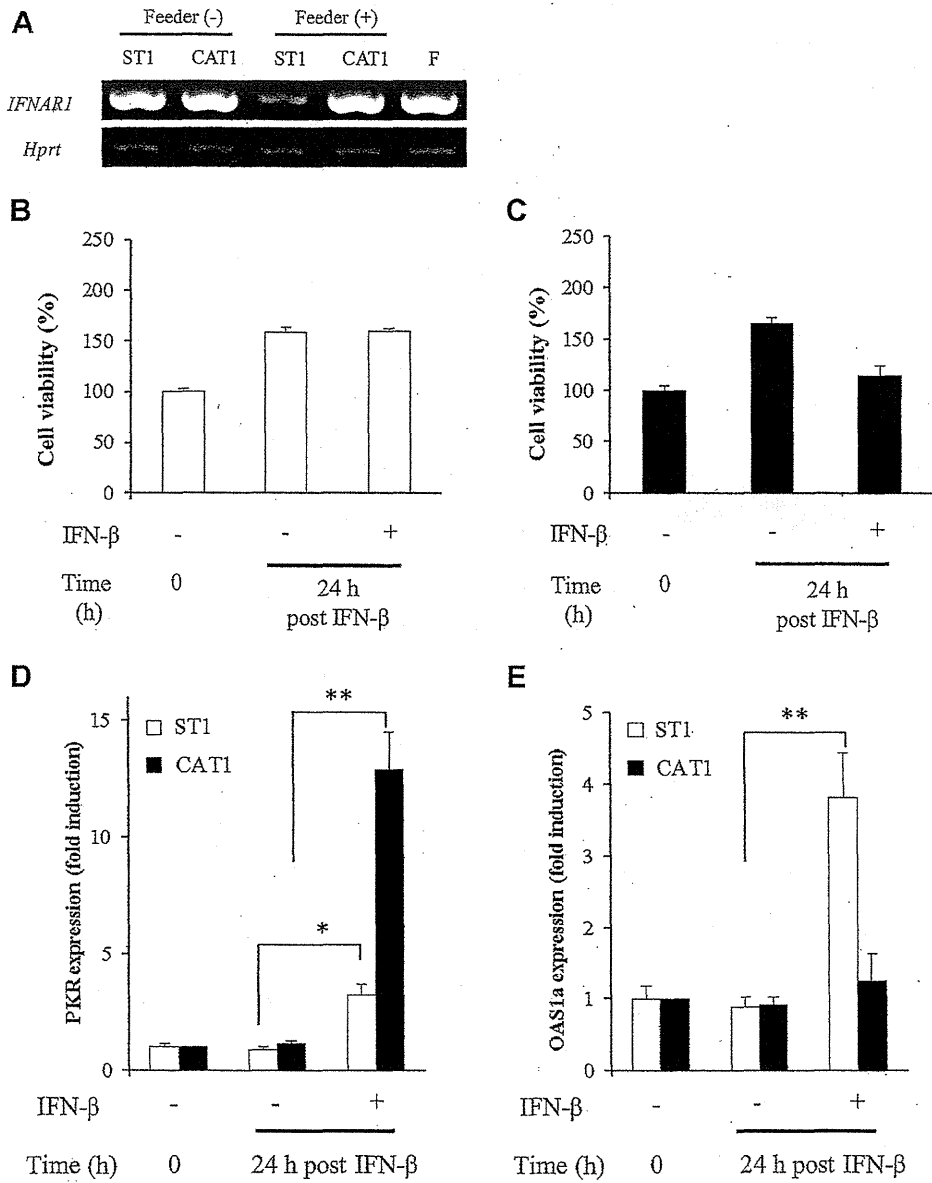 A
Feeder (-) Feeder (+)
ST1 CAT1 ST1 CAT1 F
IFNAR1
Hprt
B
Cell viability (%)
250
200
150
100
50
0
IFN-β - - +
Time (h) 0 24 h post IFN-β
C
Cell viability (%)
250
200
150
100
50
0
IFN-β - - +
Time (h) 0 24 h post IFN-β
D
PKR expression (fold induction)
15
10
5
0
ST1
CAT1
**
*
IFN-β - - +
Time (h) 0 24 h post IFN-β
E
OAS1a expression (fold induction)
5
4
3
2
1
0
ST1
CAT1
**
IFN-β - - +
Time (h) 0 24 h post IFN-β